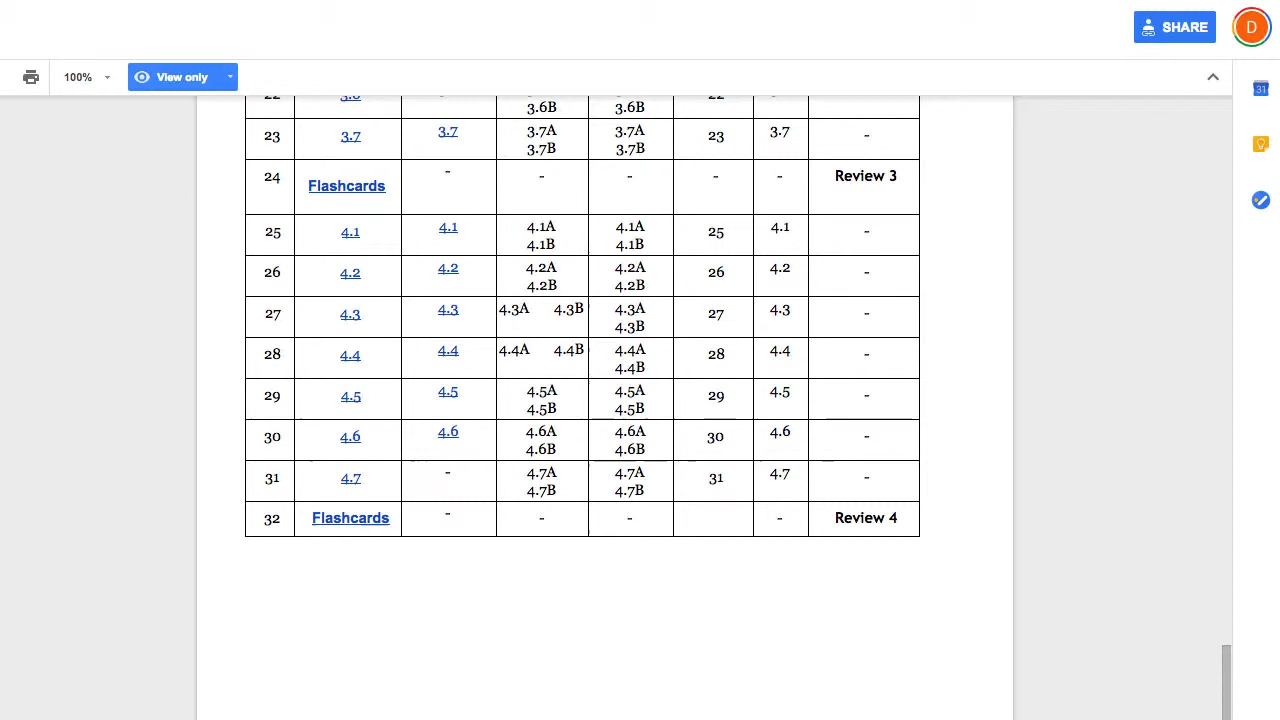 SHARE
D
100%
View only
31
22 3.6 - 3.6B 3.6B 22 -
23 3.7 3.7 3.7A 3.7A 23 3.7 -
3.7B 3.7B
24 Flashcards - - - - - Review 3
25 4.1 4.1 4.1A 4.1A 25 4.1 -
4.1B 4.1B
26 4.2 4.2 4.2A 4.2A 26 4.2 -
4.2B 4.2B
27 4.3 4.3 4.3A 4.3B 4.3A 27 4.3 -
4.3B
28 4.4 4.4 4.4A 4.4B 4.4A 28 4.4 -
4.4B
29 4.5 4.5 4.5A 4.5A 29 4.5 -
4.5B 4.5B
30 4.6 4.6 4.6A 4.6A 30 4.6 -
4.6B 4.6B
31 4.7 - 4.7A 4.7A 31 4.7 -
4.7B 4.7B
32 Flashcards - - - - Review 4